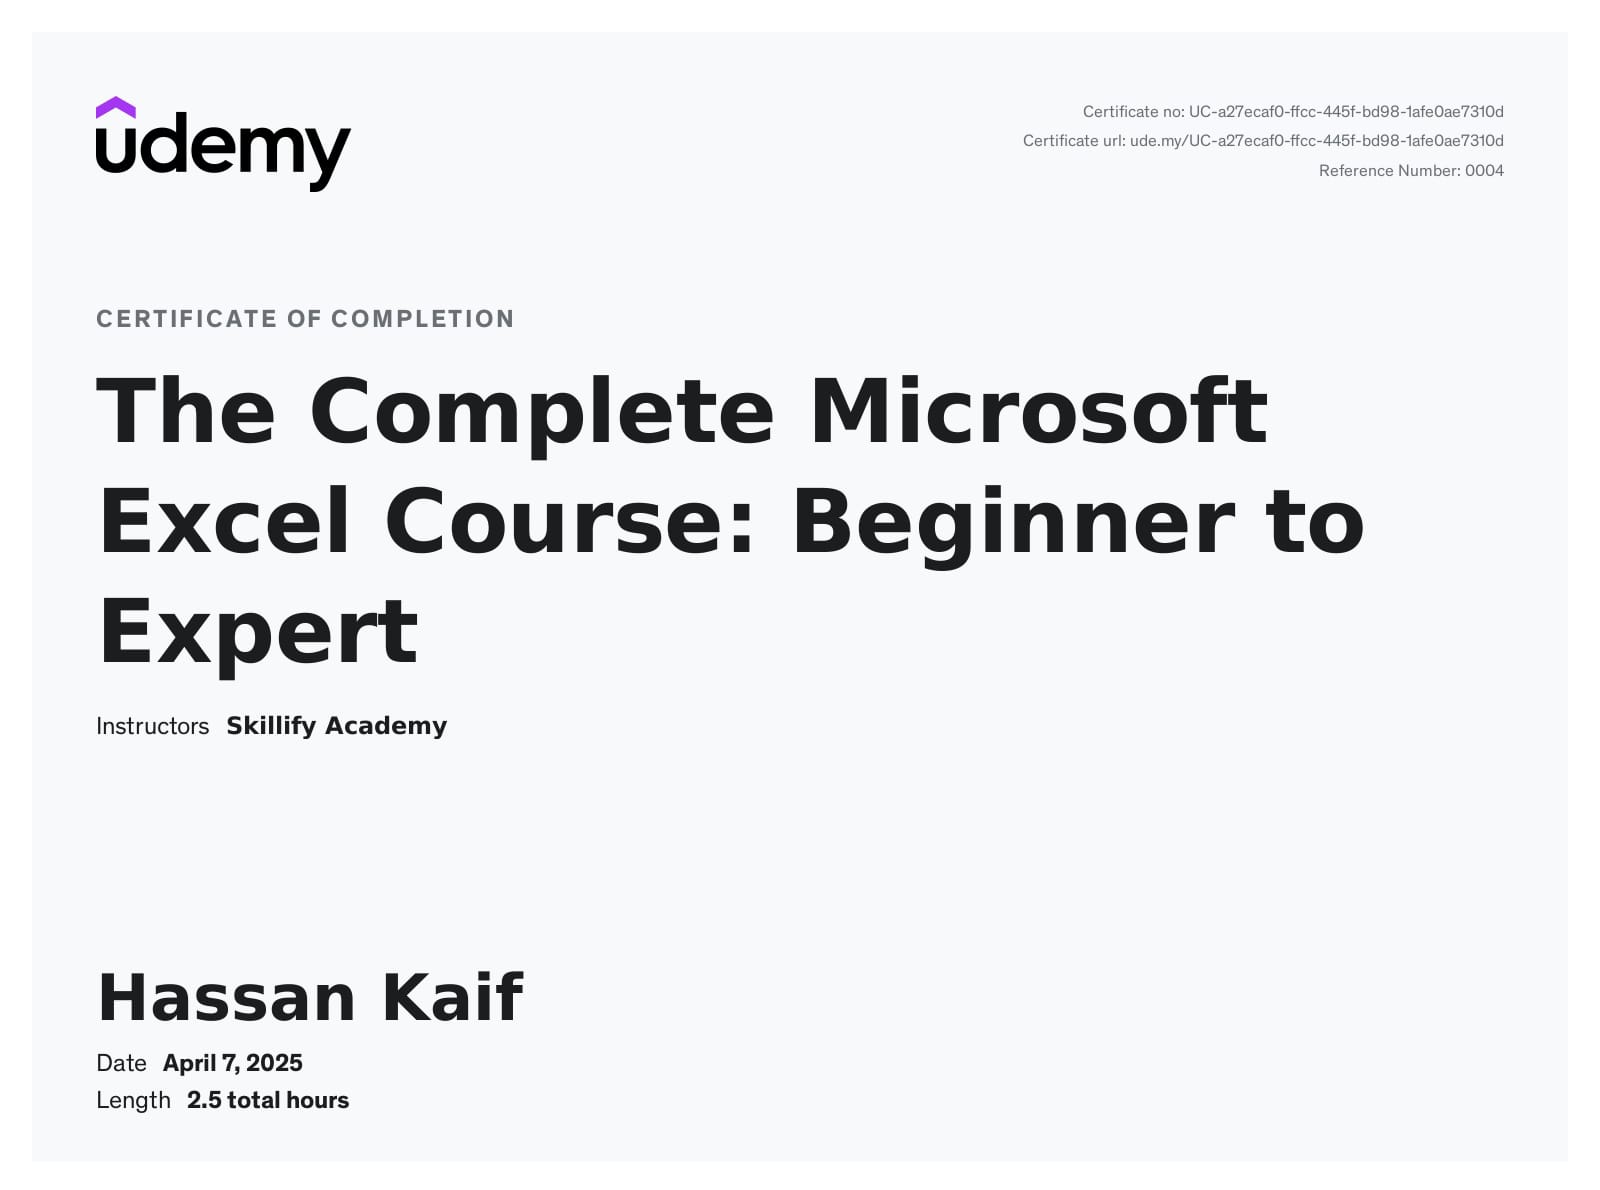 udemy
Certificate no: UC-a27ecaf0-ffcc-445f-bd98-1afe0ae7310d
Certificate url: ude.my/UC-a27ecaf0-ffcc-445f-bd98-1afe0ae7310d
Reference Number: 0004
CERTIFICATE OF COMPLETION
The Complete Microsoft
Excel Course: Beginner to
Expert
Instructors Skillify Academy
Hassan Kaif
Date April 7, 2025
Length 2.5 total hours